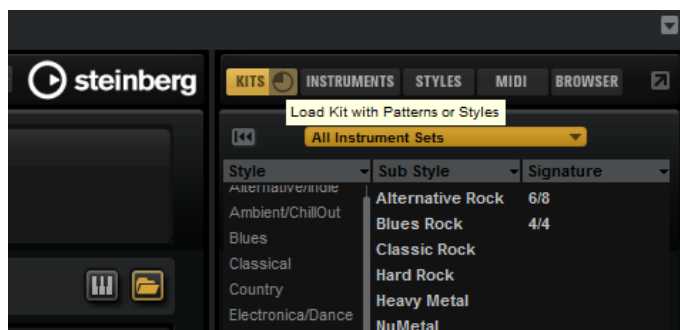 steinberg
KITS INSTRUMENTS STYLES MIDI BROWSER
Load Kit with Patterns or Styles
All Instrument Sets
Style Sub Style Signature
Alternative/Indie Alternative Rock 6/8
Ambient/ChillOut Blues Rock 4/4
Blues Classic Rock
Classical Hard Rock
Country Heavy Metal
Electronica/Dance NuMetal